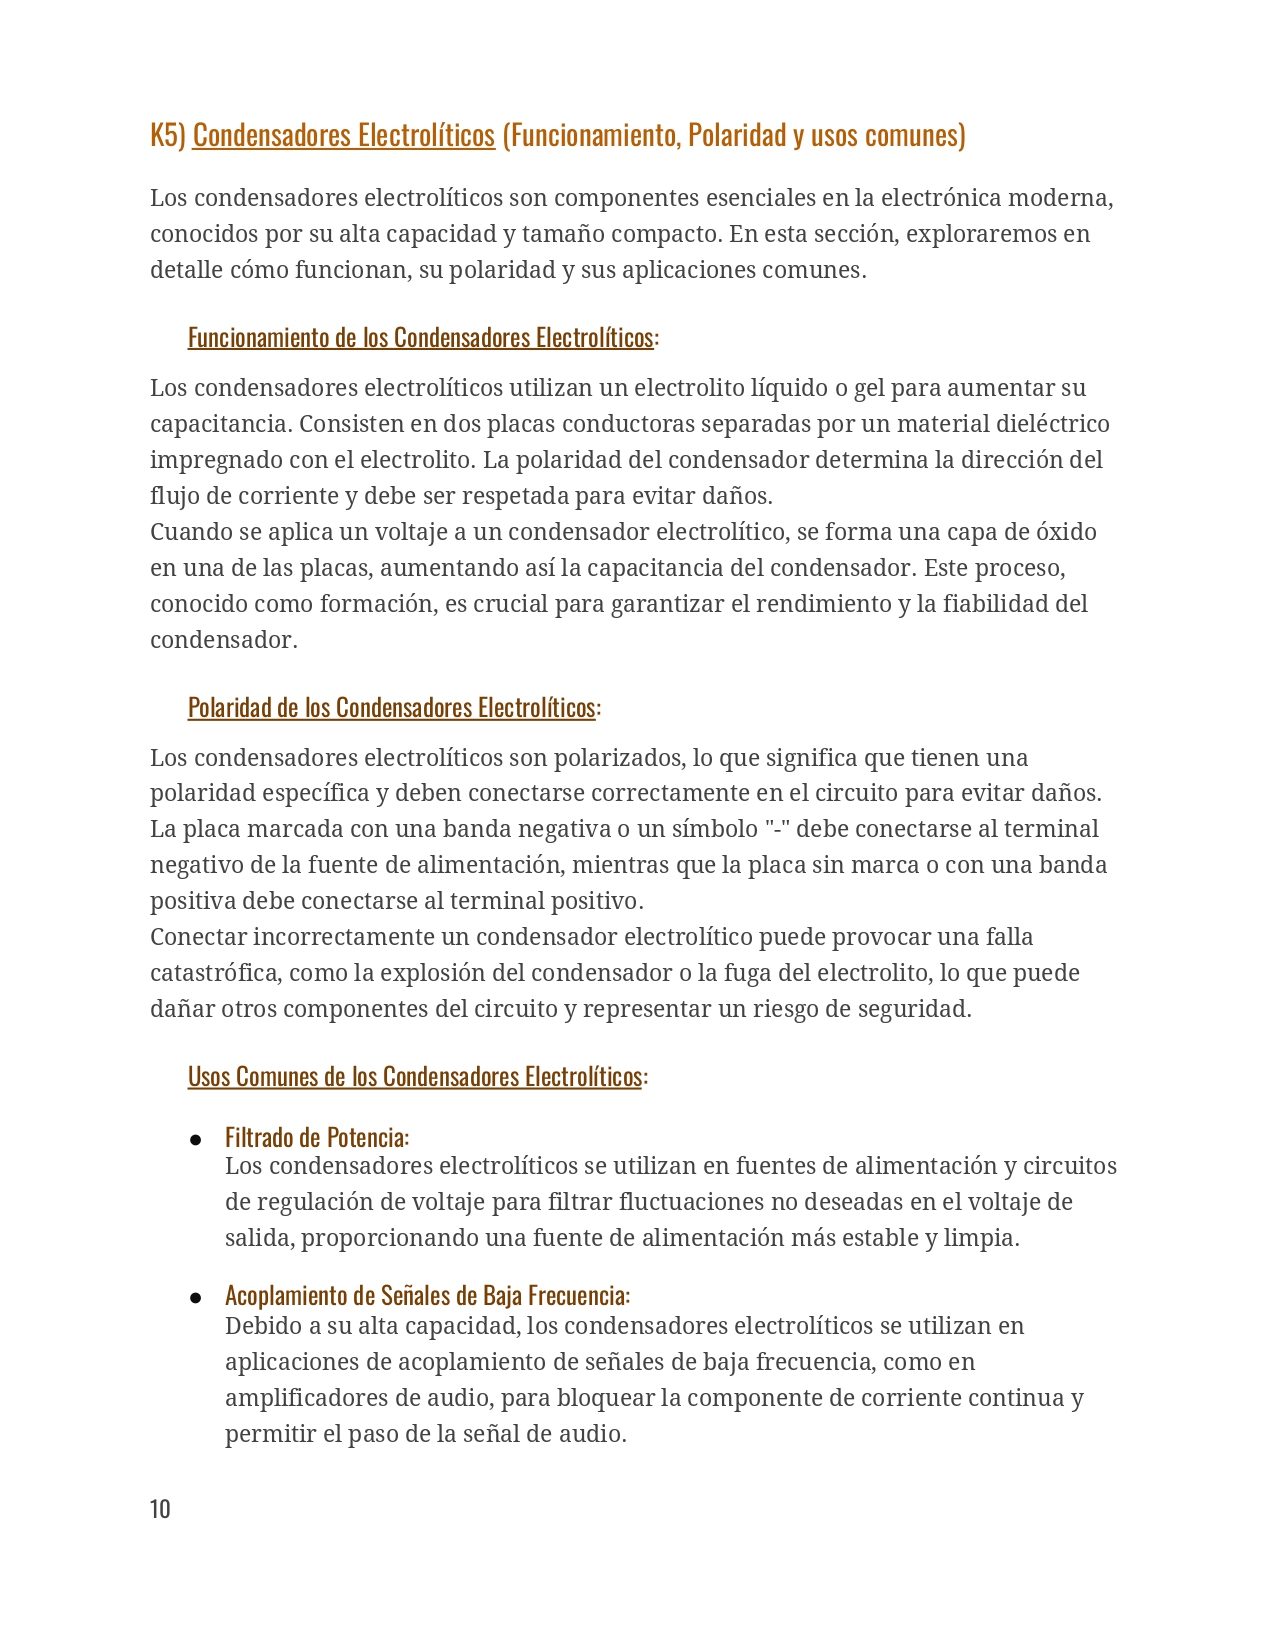 K5) Condensadores Electrolíticos (Funcionamiento, Polaridad y usos comunes)
Los condensadores electrolíticos son componentes esenciales en la electrónica moderna,
conocidos por su alta capacidad y tamaño compacto. En esta sección, exploraremos en
detalle cómo funcionan, su polaridad y sus aplicaciones comunes.
Funcionamiento de los Condensadores Electrolíticos:
Los condensadores electrolíticos utilizan un electrolito líquido o gel para aumentar su
capacitancia. Consisten en dos placas conductoras separadas por un material dieléctrico
impregnado con el electrolito. La polaridad del condensador determina la dirección del
flujo de corriente y debe ser respetada para evitar daños.
Cuando se aplica un voltaje a un condensador electrolítico, se forma una capa de óxido
en una de las placas, aumentando así la capacitancia del condensador. Este proceso,
conocido como formación, es crucial para garantizar el rendimiento y la fiabilidad del
condensador.
Polaridad de los Condensadores Electrolíticos:
Los condensadores electrolíticos son polarizados, lo que significa que tienen una
polaridad específica y deben conectarse correctamente en el circuito para evitar daños.
La placa marcada con una banda negativa o un símbolo "-" debe conectarse al terminal
negativo de la fuente de alimentación, mientras que la placa sin marca o con una banda
positiva debe conectarse al terminal positivo.
Conectar incorrectamente un condensador electrolítico puede provocar una falla
catastrófica, como la explosión del condensador o la fuga del electrolito, lo que puede
dañar otros componentes del circuito y representar un riesgo de seguridad.
Usos Comunes de los Condensadores Electrolíticos:
● Filtrado de Potencia:
Los condensadores electrolíticos se utilizan en fuentes de alimentación y circuitos
de regulación de voltaje para filtrar fluctuaciones no deseadas en el voltaje de
salida, proporcionando una fuente de alimentación más estable y limpia.
● Acoplamiento de Señales de Baja Frecuencia:
Debido a su alta capacidad, los condensadores electrolíticos se utilizan en
aplicaciones de acoplamiento de señales de baja frecuencia, como en
amplificadores de audio, para bloquear la componente de corriente continua y
permitir el paso de la señal de audio.
10